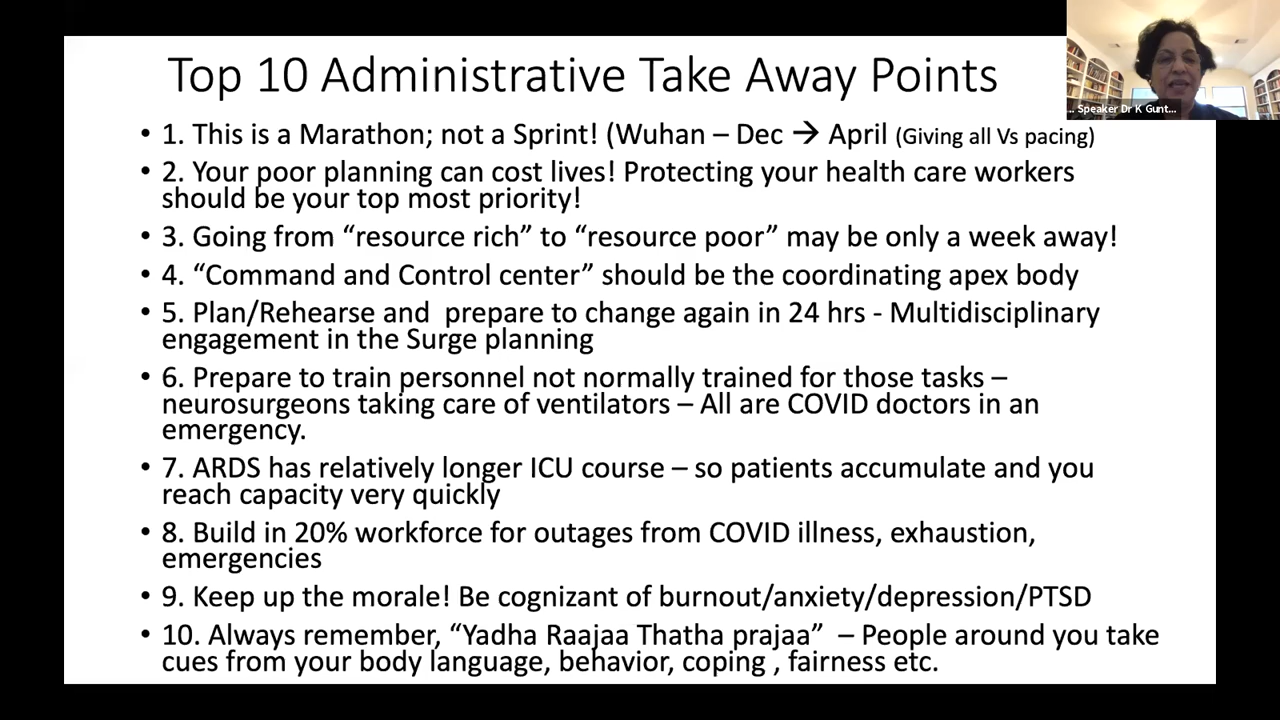 Top 10 Administrative Take Away Points
... Speaker Dr K Gunt...
• 1. This is a Marathon; not a Sprint! (Wuhan – Dec → April (Giving all Vs pacing)
• 2. Your poor planning can cost lives! Protecting your health care workers
should be your top most priority!
• 3. Going from “resource rich” to “resource poor” may be only a week away!
• 4. “Command and Control center” should be the coordinating apex body
• 5. Plan/Rehearse and  prepare to change again in 24 hrs - Multidisciplinary
engagement in the Surge planning
• 6. Prepare to train personnel not normally trained for those tasks –
neurosurgeons taking care of ventilators – All are COVID doctors in an
emergency.
• 7. ARDS has relatively longer ICU course – so patients accumulate and you
reach capacity very quickly
• 8. Build in 20% workforce for outages from COVID illness, exhaustion,
emergencies
• 9. Keep up the morale! Be cognizant of burnout/anxiety/depression/PTSD
• 10. Always remember, “Yadha Raajaa Thatha prajaa”  – People around you take
cues from your body language, behavior, coping , fairness etc.